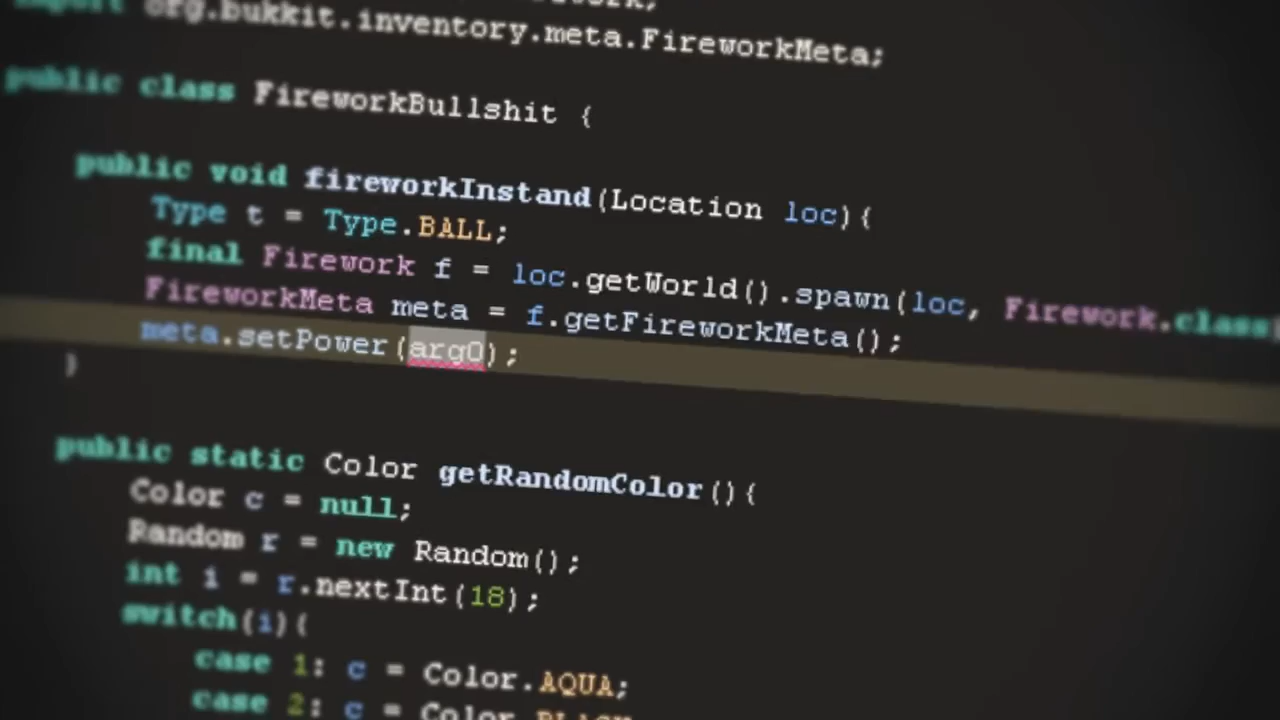 import org.bukkit.inventory.meta.FireworkMeta;
public class FireworkBullshit {
public void fireworkInstand(Location loc){
Type t = Type.BALL;
final Firework f = loc.getWorld().spawn(loc, Firework.class
FireworkMeta meta = f.getFireworkMeta();
meta.setPower(arg0);
}
public static Color getRandomColor(){
Color c = null;
Random r = new Random();
int i = r.nextInt(18);
switch(i){
case 1: c = Color.AQUA;
case 2: c = Color.BLACK